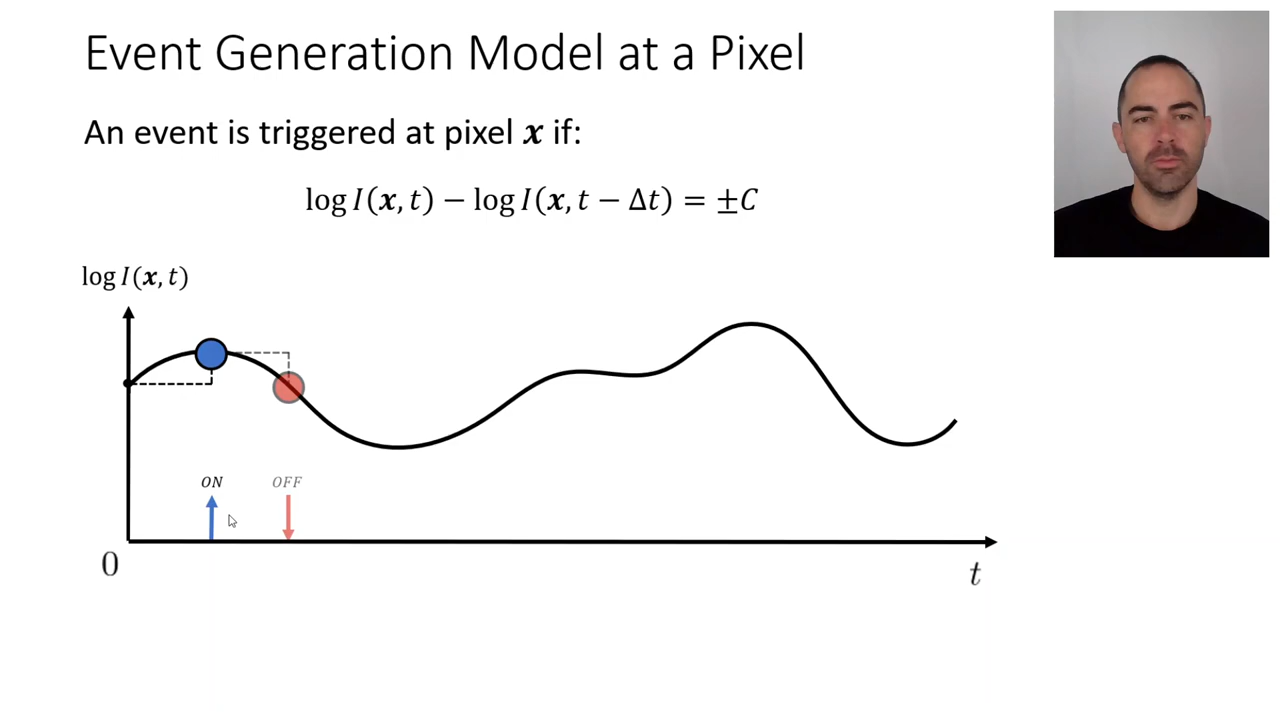 Event Generation Model at a Pixel
An event is triggered at pixel x if:
log I(x, t) − log I(x, t − Δt) = ±C
log I(x, t)
ON OFF
0
t